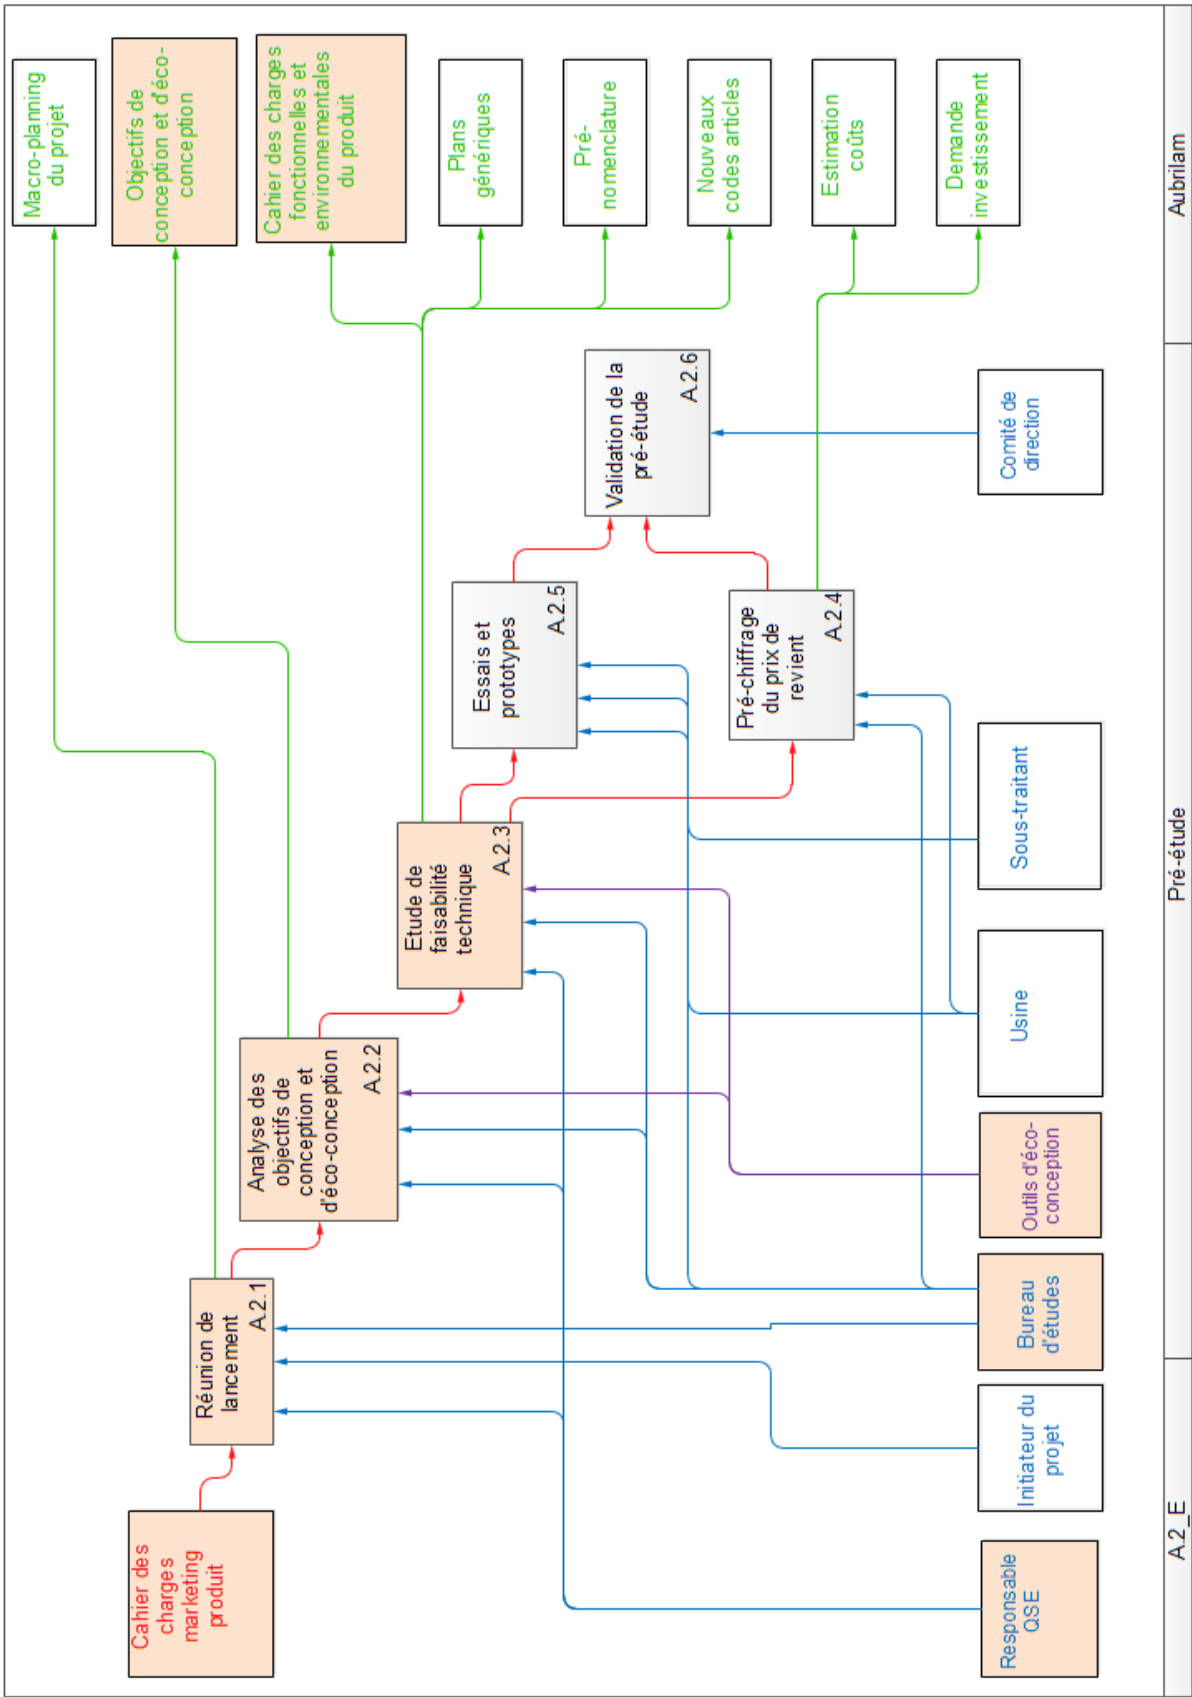 Cahier des
charges
marketing
produit
Réunion de
lancement
A.2.1
Analyse des
objectifs de
conception et
d'éco-conception
A.2.2
Etude de
faisabilité
technique
A.2.3
Essais et
prototypes
A.2.5
Pré-chiffrage
du prix de
revient
A.2.4
Validation de la
pré-étude
A.2.6
Macro-planning
du projet
Objectifs de
conception et d'éco-
conception
Cahier des charges
fonctionnelles et
environnementales
du produit
Plans
génériques
Pré-
nomenclature
Nouveaux
codes articles
Estimation
coûts
Demande
investissement
Responsable
QSE
Initiateur du
projet
Bureau
d'études
Outils d'éco-
conception
Usine
Sous-traitant
Comité de
direction
A.2_E
Pré-étude
Aubrilam